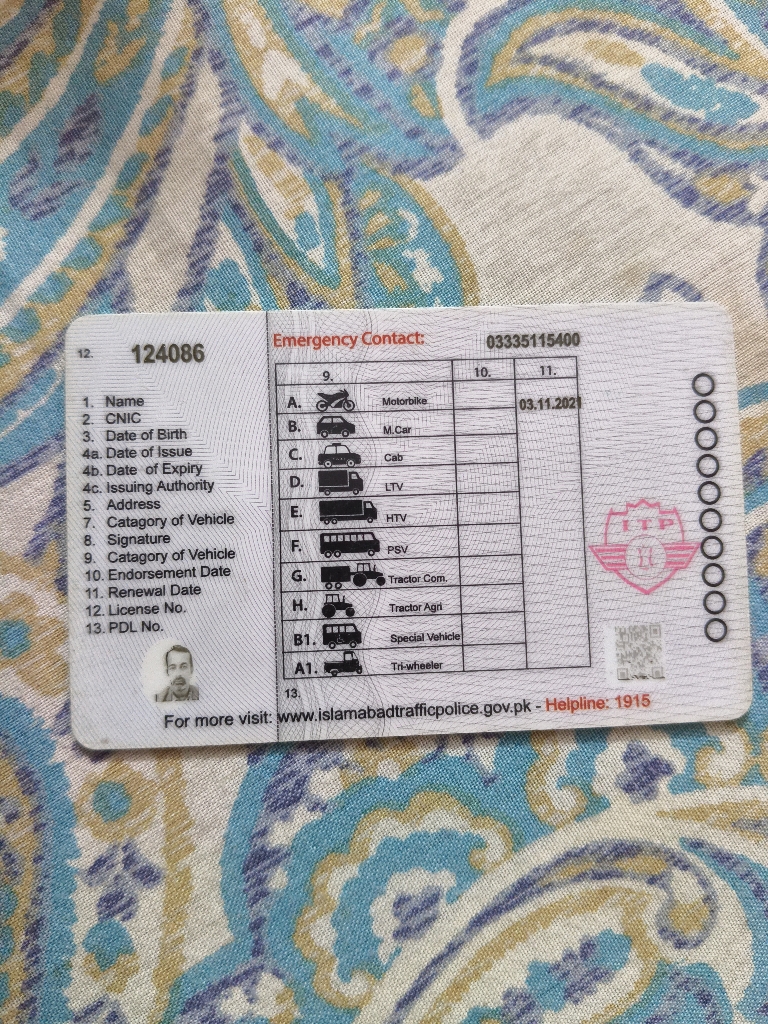 12. 124086
1. Name
2. CNIC
3. Date of Birth
4a. Date of Issue
4b. Date of Expiry
4c. Issuing Authority
5. Address
7. Catagory of Vehicle
8. Signature
9. Catagory of Vehicle
10. Endorsement Date
11. Renewal Date
12. License No.
13. PDL No.
Emergency Contact: 03335115400
9. 10. 11.
A. Motorbike 03.11.2021
B. M.Car
C. Cab
D. LTV
E. HTV
F. PSV
G. Tractor Com.
H. Tractor Agri
B1. Special Vehicle
A1. Tri-wheeler
13.
ITP
For more visit: www.islamabadtrafficpolice.gov.pk - Helpline: 1915